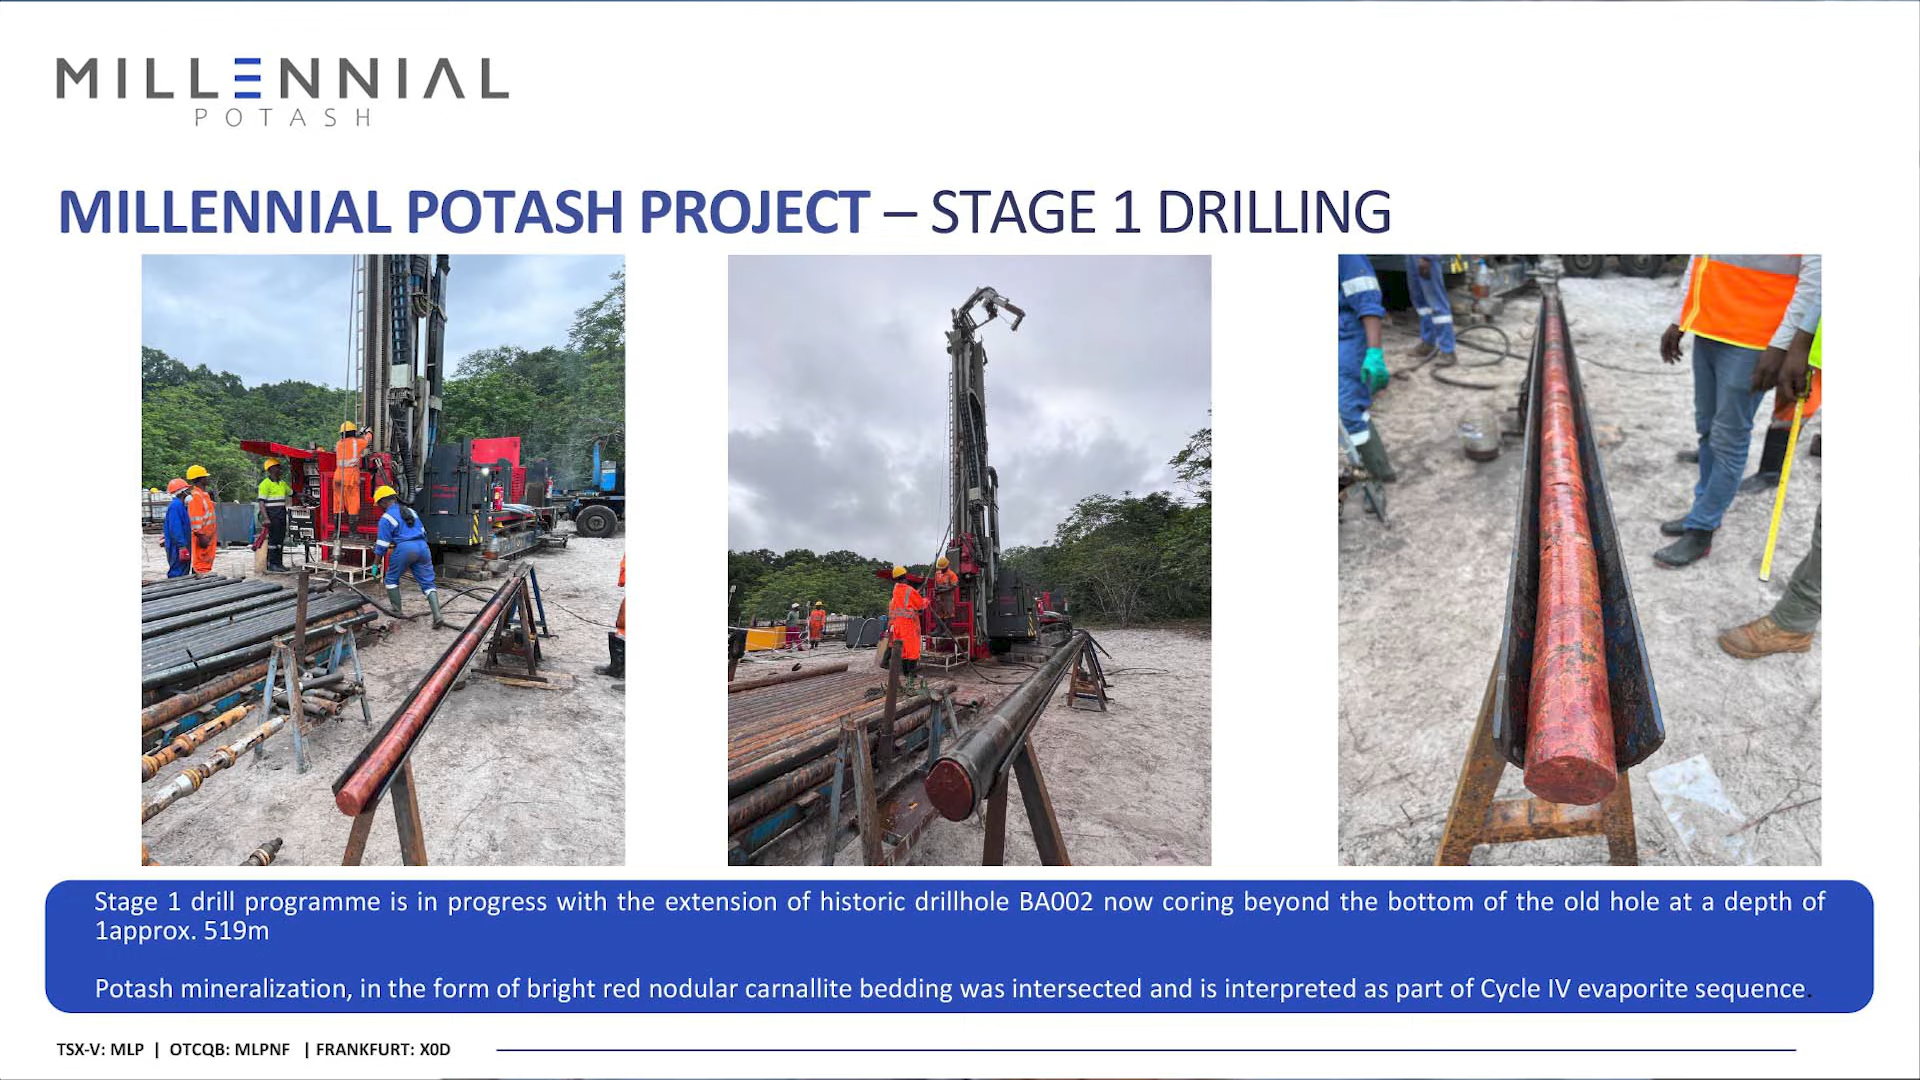 MILLENNIAL
POTASH
MILLENNIAL POTASH PROJECT – STAGE 1 DRILLING
Stage 1 drill programme is in progress with the extension of historic drillhole BA002 now coring beyond the bottom of the old hole at a depth of
1approx. 519m
Potash mineralization, in the form of bright red nodular carnallite bedding was intersected and is interpreted as part of Cycle IV evaporite sequence.
TSX-V: MLP | OTCQB: MLPNF | FRANKFURT: X0D